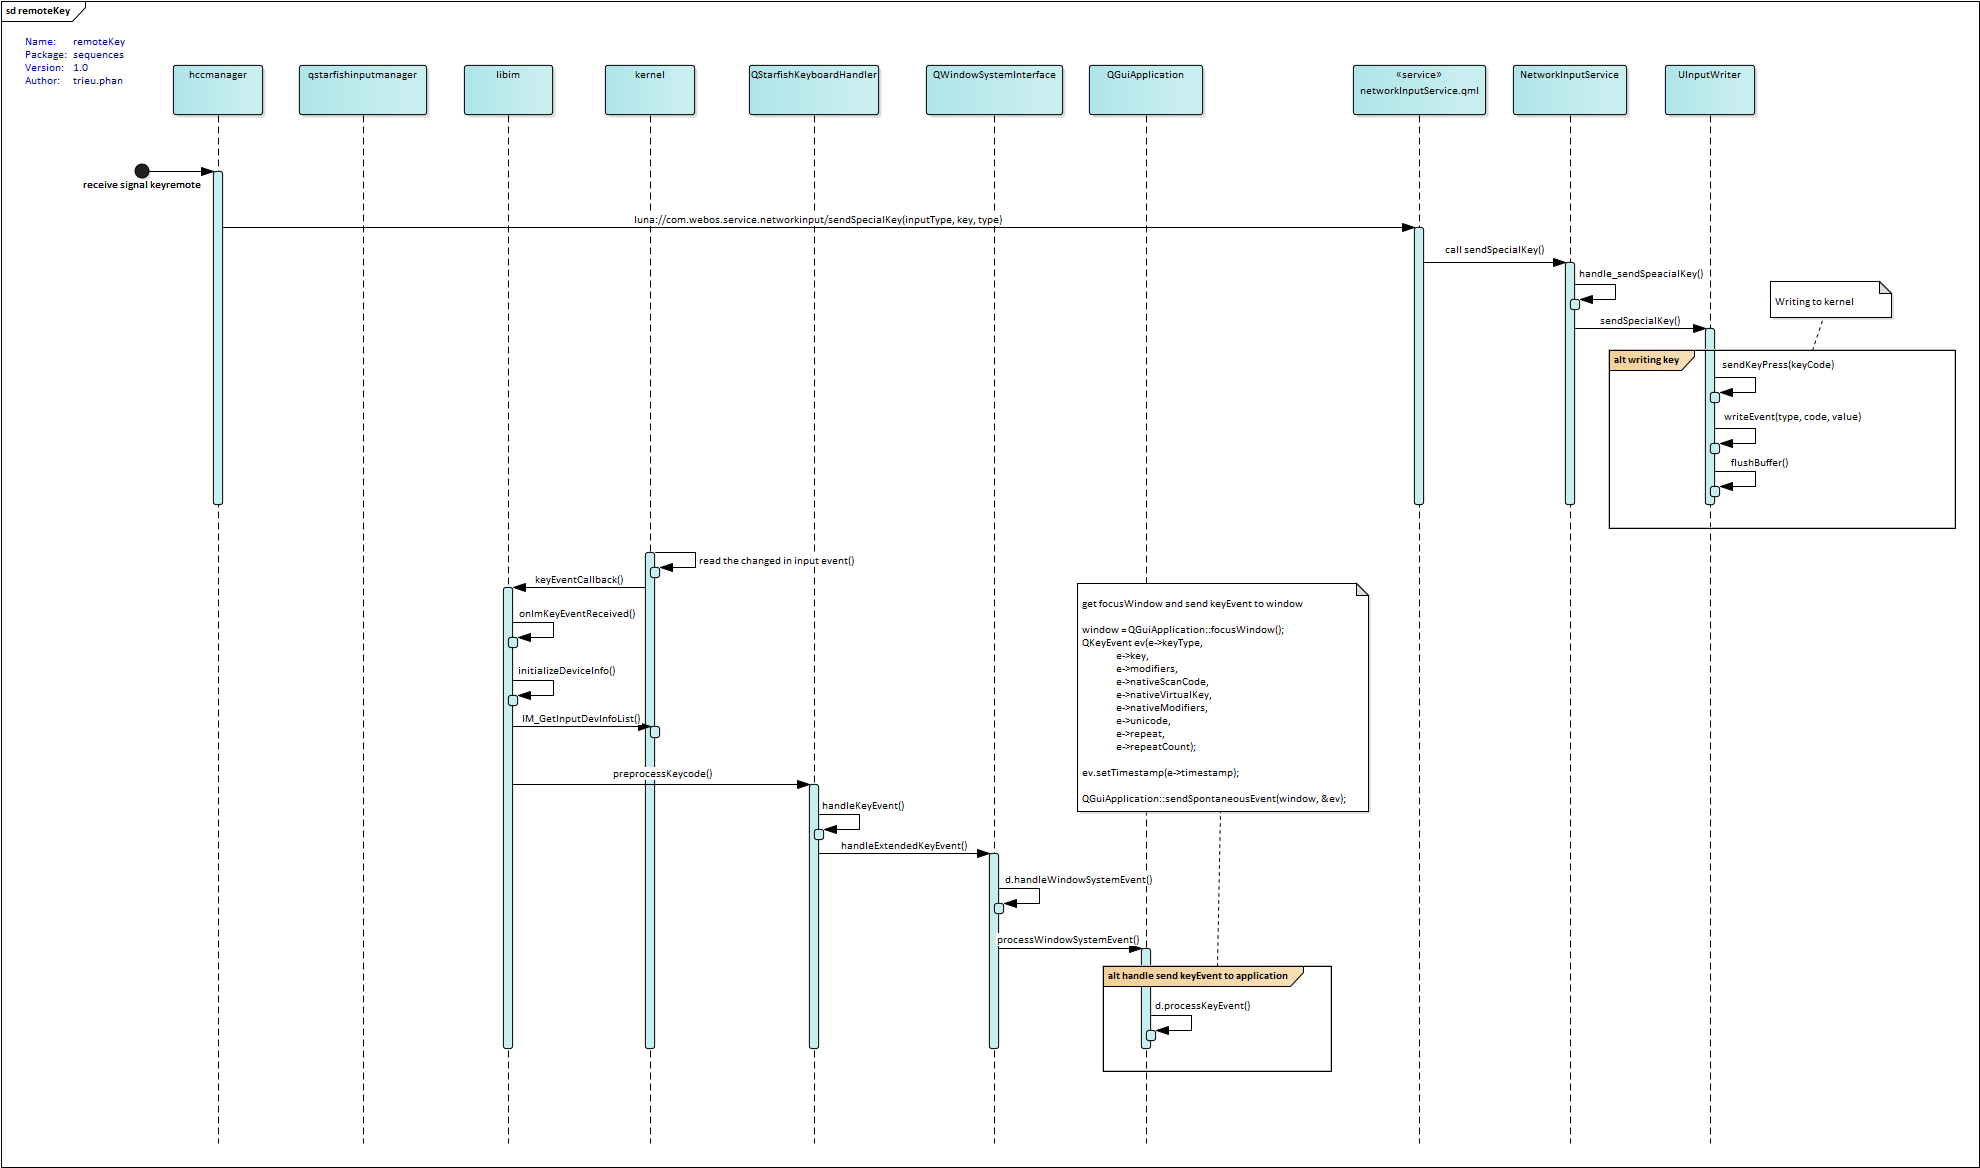 sd remoteKey
Name: remoteKey
Package: sequences
Version: 1.0
Author: trieu.phan
hccmanager
qstarfishinputmanager
libim
kernel
QStarfishKeyboardHandler
QWindowSystemInterface
QGuiApplication
«service»
networkInputService.qml
NetworkInputService
UInputWriter
receive signal keyremote
luna://com.webos.service.networkinput/sendSpecialKey(inputType, key, type)
call sendSpecialKey()
handle_sendSpeacialKey()
Writing to kernel
sendSpecialKey()
alt writing key
sendKeyPress(keyCode)
writeEvent(type, code, value)
flushBuffer()
read the changed in input event()
keyEventCallback()
onImKeyEventReceived()
initializeDeviceInfo()
IM_GetInputDevInfoList()
preprocessKeycode()
handleKeyEvent()
handleExtendedKeyEvent()
get focusWindow and send keyEvent to window
window = QGuiApplication::focusWindow();
QKeyEvent ev(e->keyType,
e->key,
e->modifiers,
e->nativeScanCode,
e->nativeVirtualKey,
e->nativeModifiers,
e->unicode,
e->repeat,
e->repeatCount);
ev.setTimestamp(e->timestamp);
QGuiApplication::sendSpontaneousEvent(window, &ev);
d.handleWindowSystemEvent()
processWindowSystemEvent()
alt handle send keyEvent to application
d.processKeyEvent()